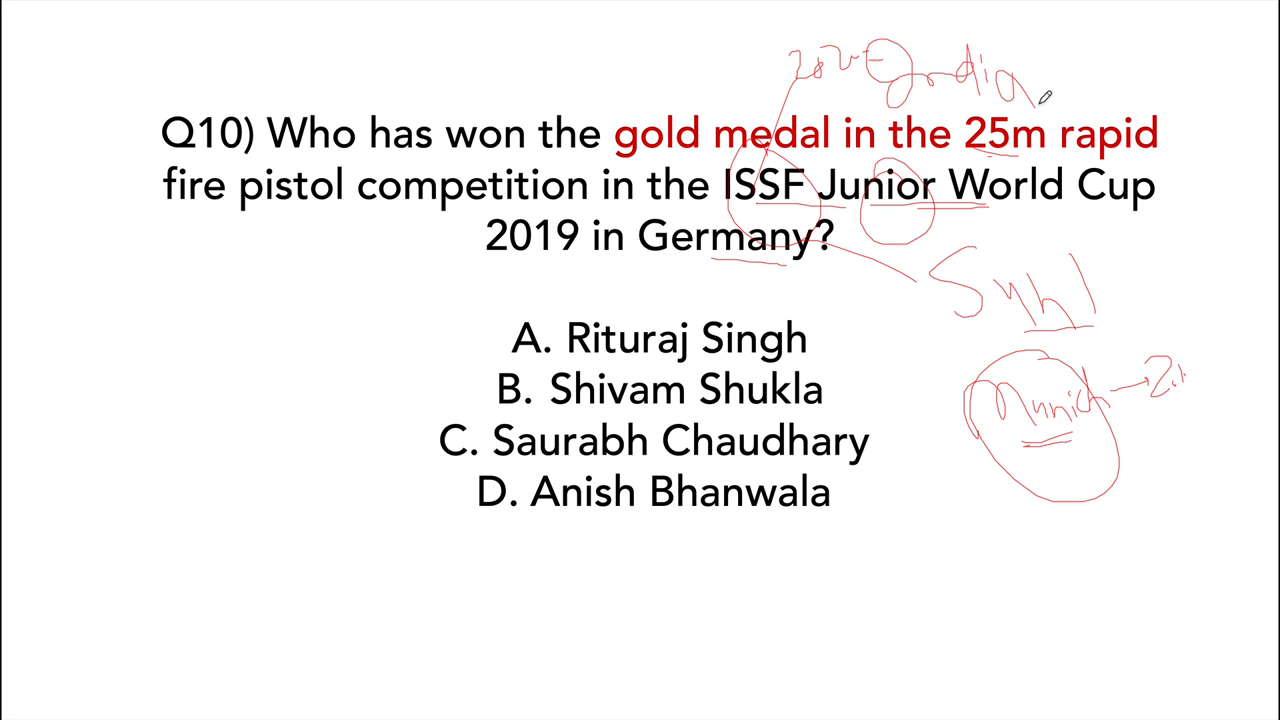 Q10) Who has won the gold medal in the 25m rapid
fire pistol competition in the ISSF Junior World Cup
2019 in Germany?
Suhl
A. Rituraj Singh
B. Shivam Shukla
Munich
C. Saurabh Chaudhary
D. Anish Bhanwala